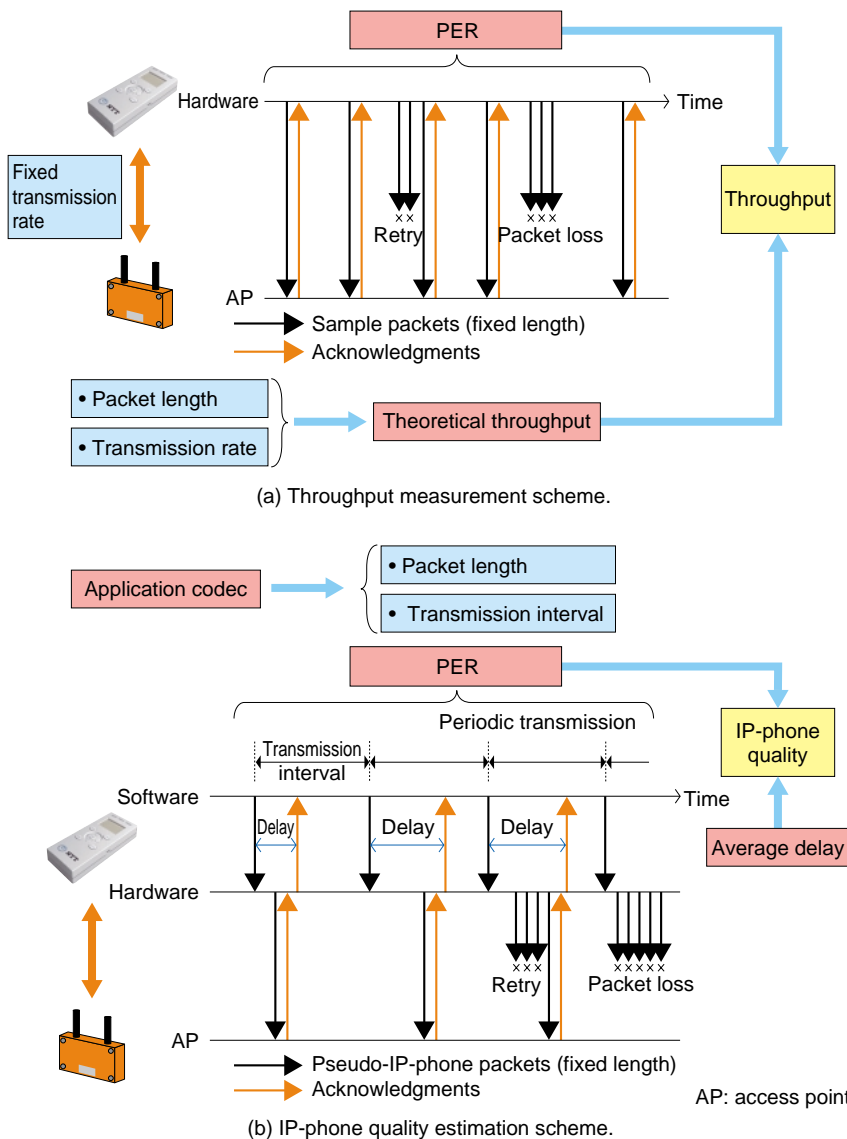 PER
Hardware
Time
NTT
Fixed
transmission
rate
Throughput
Retry
Packet loss
AP
Sample packets (fixed length)
Acknowledgments
• Packet length
• Transmission rate
Theoretical throughput
(a) Throughput measurement scheme.
Application codec
• Packet length
• Transmission interval
PER
Periodic transmission
Transmission
interval
IP-phone
quality
Software
Time
Delay
Delay
Delay
Average delay
NTT
Hardware
Retry
Packet loss
AP
Pseudo-IP-phone packets (fixed length)
Acknowledgments
AP: access point
(b) IP-phone quality estimation scheme.